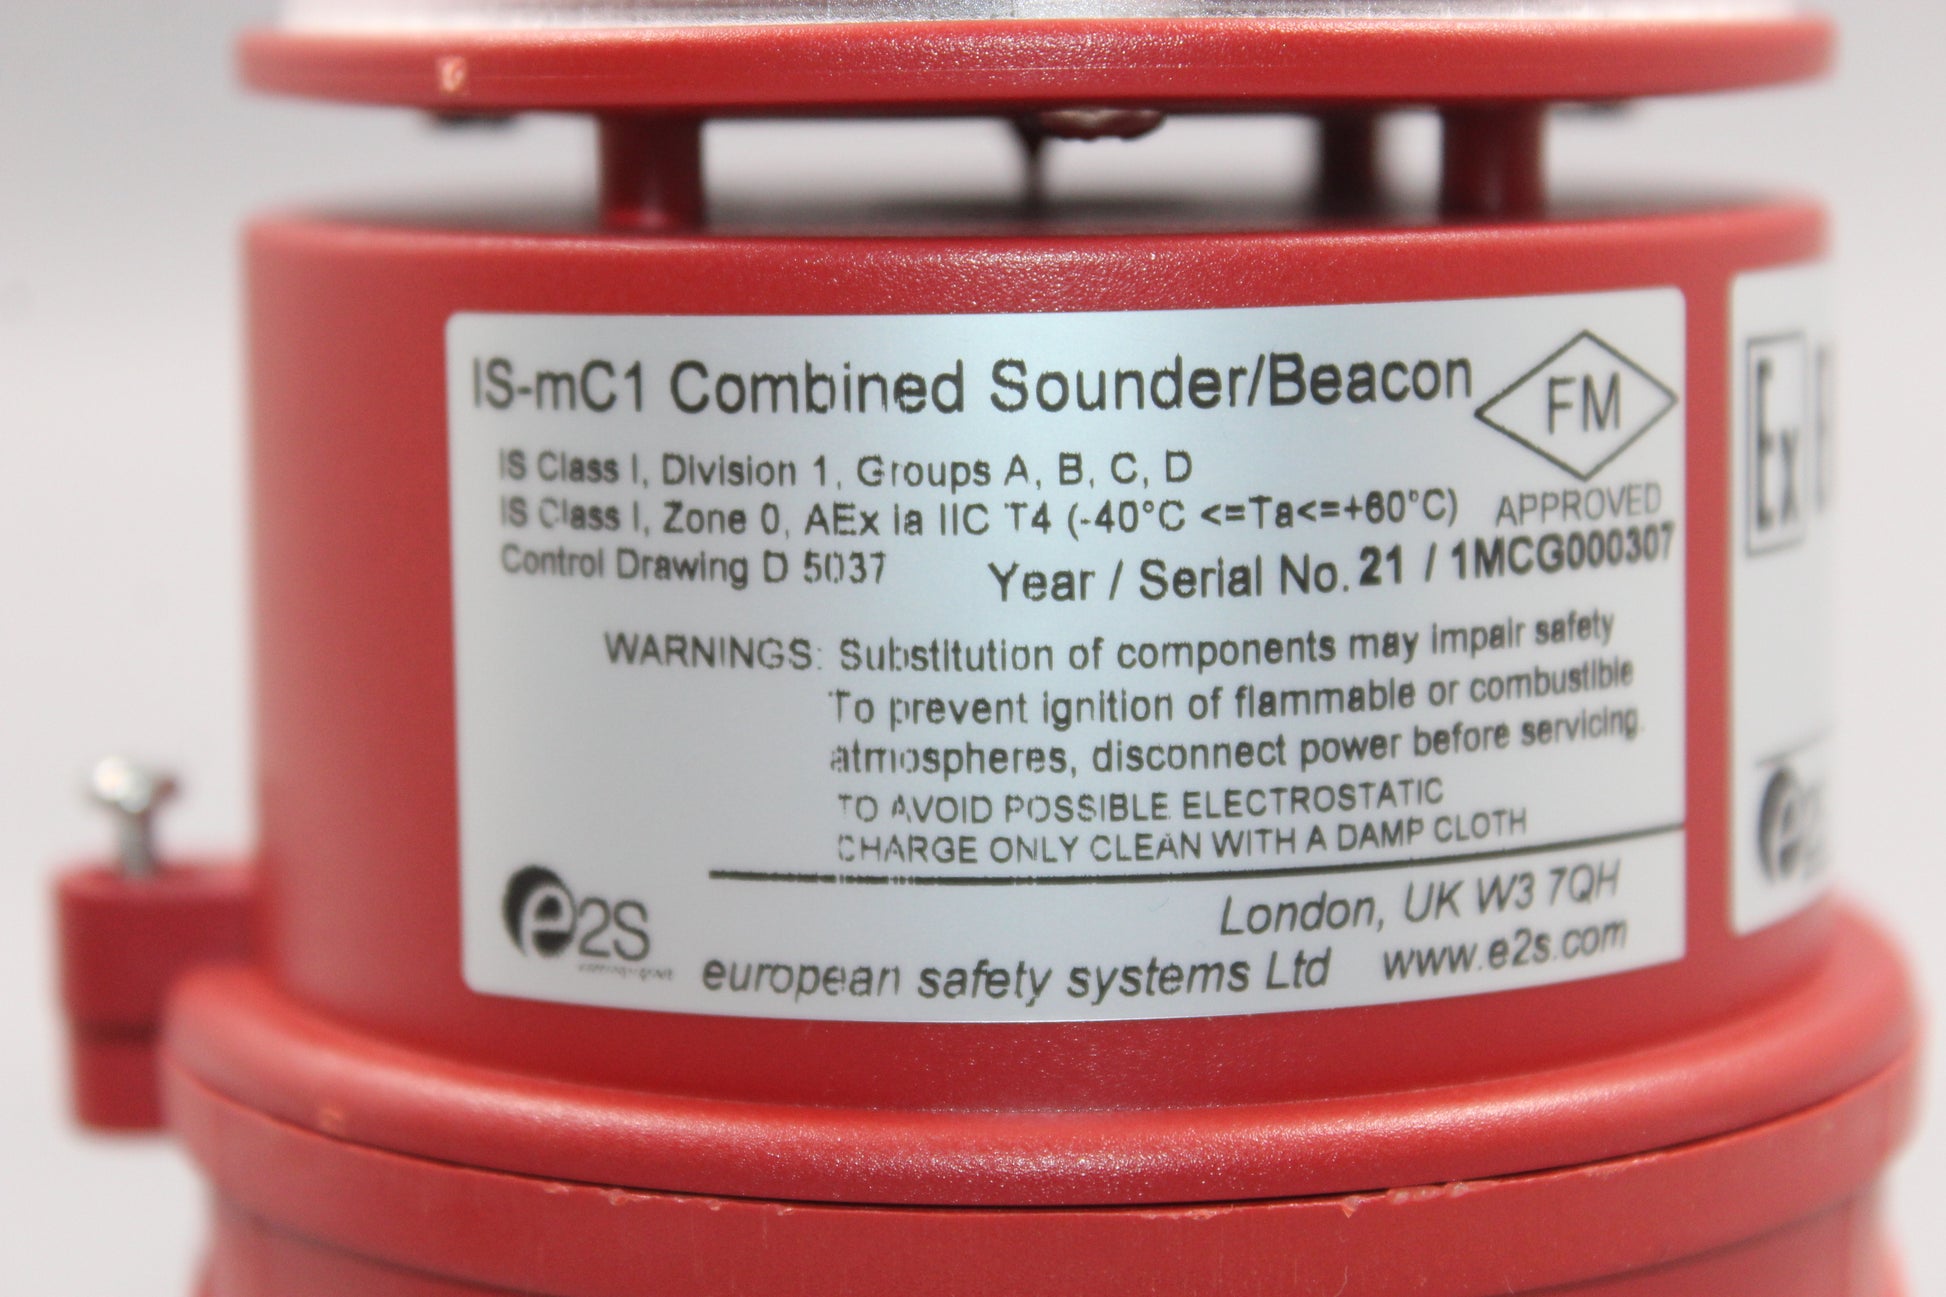 IS-mC1 Combined Sounder/Beacon
FM
APPROVED
IS Class I, Division 1, Groups A, B, C, D
IS Class I, Zone 0, AEx ia IIC T4 (-40°C <=Ta<=+60°C)
Control Drawing D 5037
Year / Serial No. 21 / 1MCG000307
WARNINGS: Substitution of components may impair safety
To prevent ignition of flammable or combustible
atmospheres, disconnect power before servicing.
TO AVOID POSSIBLE ELECTROSTATIC
CHARGE ONLY CLEAN WITH A DAMP CLOTH
e2s
London, UK W3 7QH
european safety systems Ltd www.e2s.com
Ex
e2s